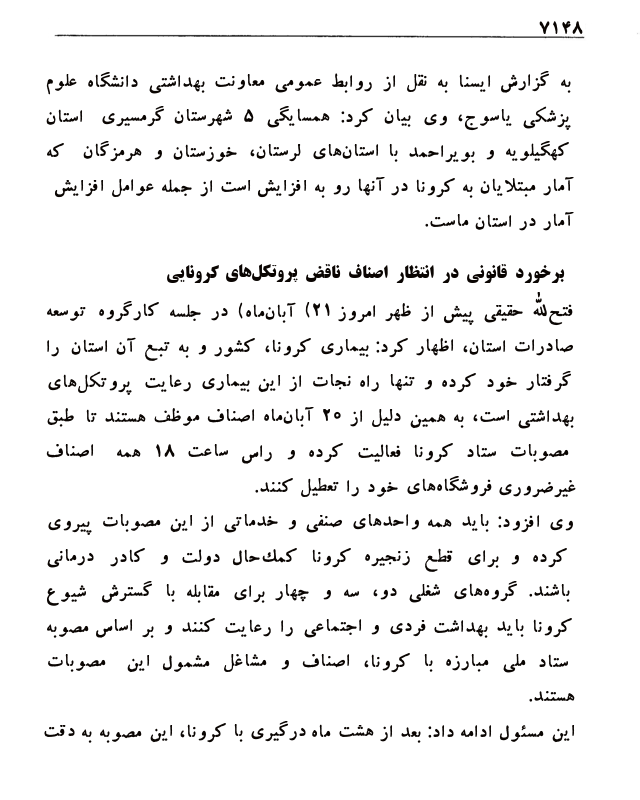 ۷۱۴۸
به گزارش ایسنا به نقل از روابط عمومی معاونت بهداشتی دانشگاه علوم
پزشکی یاسوج، وی بیان کرد: همسایگی ۵ شهرستان گرمسیری استان
کهگیلویه و بویراحمد با استان‌های لرستان، خوزستان و هرمزگان که
آمار مبتلایان به کرونا در آنها رو به افزایش است از جمله عوامل افزایش
آمار در استان ماست.
برخورد قانونی در انتظار اصناف ناقض پروتکل‌های کرونایی
فتح‌الله حقیقی پیش از ظهر امروز ۲۱) آبان‌ماه) در جلسه کارگروه توسعه
صادرات استان، اظهار کرد: بیماری کرونا، کشور و به تبع آن استان را
گرفتار خود کرده و تنها راه نجات از این بیماری رعایت پروتکل‌های
بهداشتی است، به همین دلیل از ۲۵ آبان‌ماه اصناف موظف هستند تا طبق
مصوبات ستاد کرونا فعالیت کرده و راس ساعت ۱۸ همه اصناف
غیرضروری فروشگاه‌های خود را تعطیل کنند.
وی افزود: باید همه واحدهای صنفی و خدماتی از این مصوبات پیروی
کرده و برای قطع زنجیره کرونا کمك‌حال دولت و کادر درمانی
باشند. گروه‌های شغلی دو، سه و چهار برای مقابله با گسترش شیوع
کرونا باید بهداشت فردی و اجتماعی را رعایت کنند و بر اساس مصوبه
ستاد ملی مبارزه با کرونا، اصناف و مشاغل مشمول این مصوبات
هستند.
این مسئول ادامه داد: بعد از هشت ماه درگیری با کرونا، این مصوبه به دقت